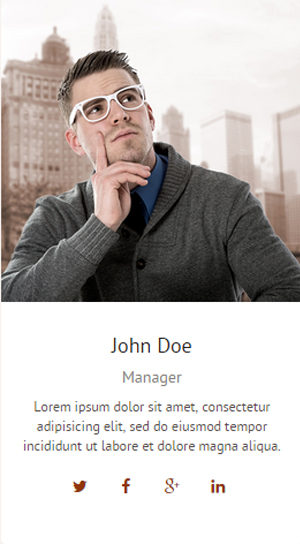 John Doe
Manager
Lorem ipsum dolor sit amet, consectetur
adipisicing elit, sed do eiusmod tempor
incididunt ut labore et dolore magna aliqua.